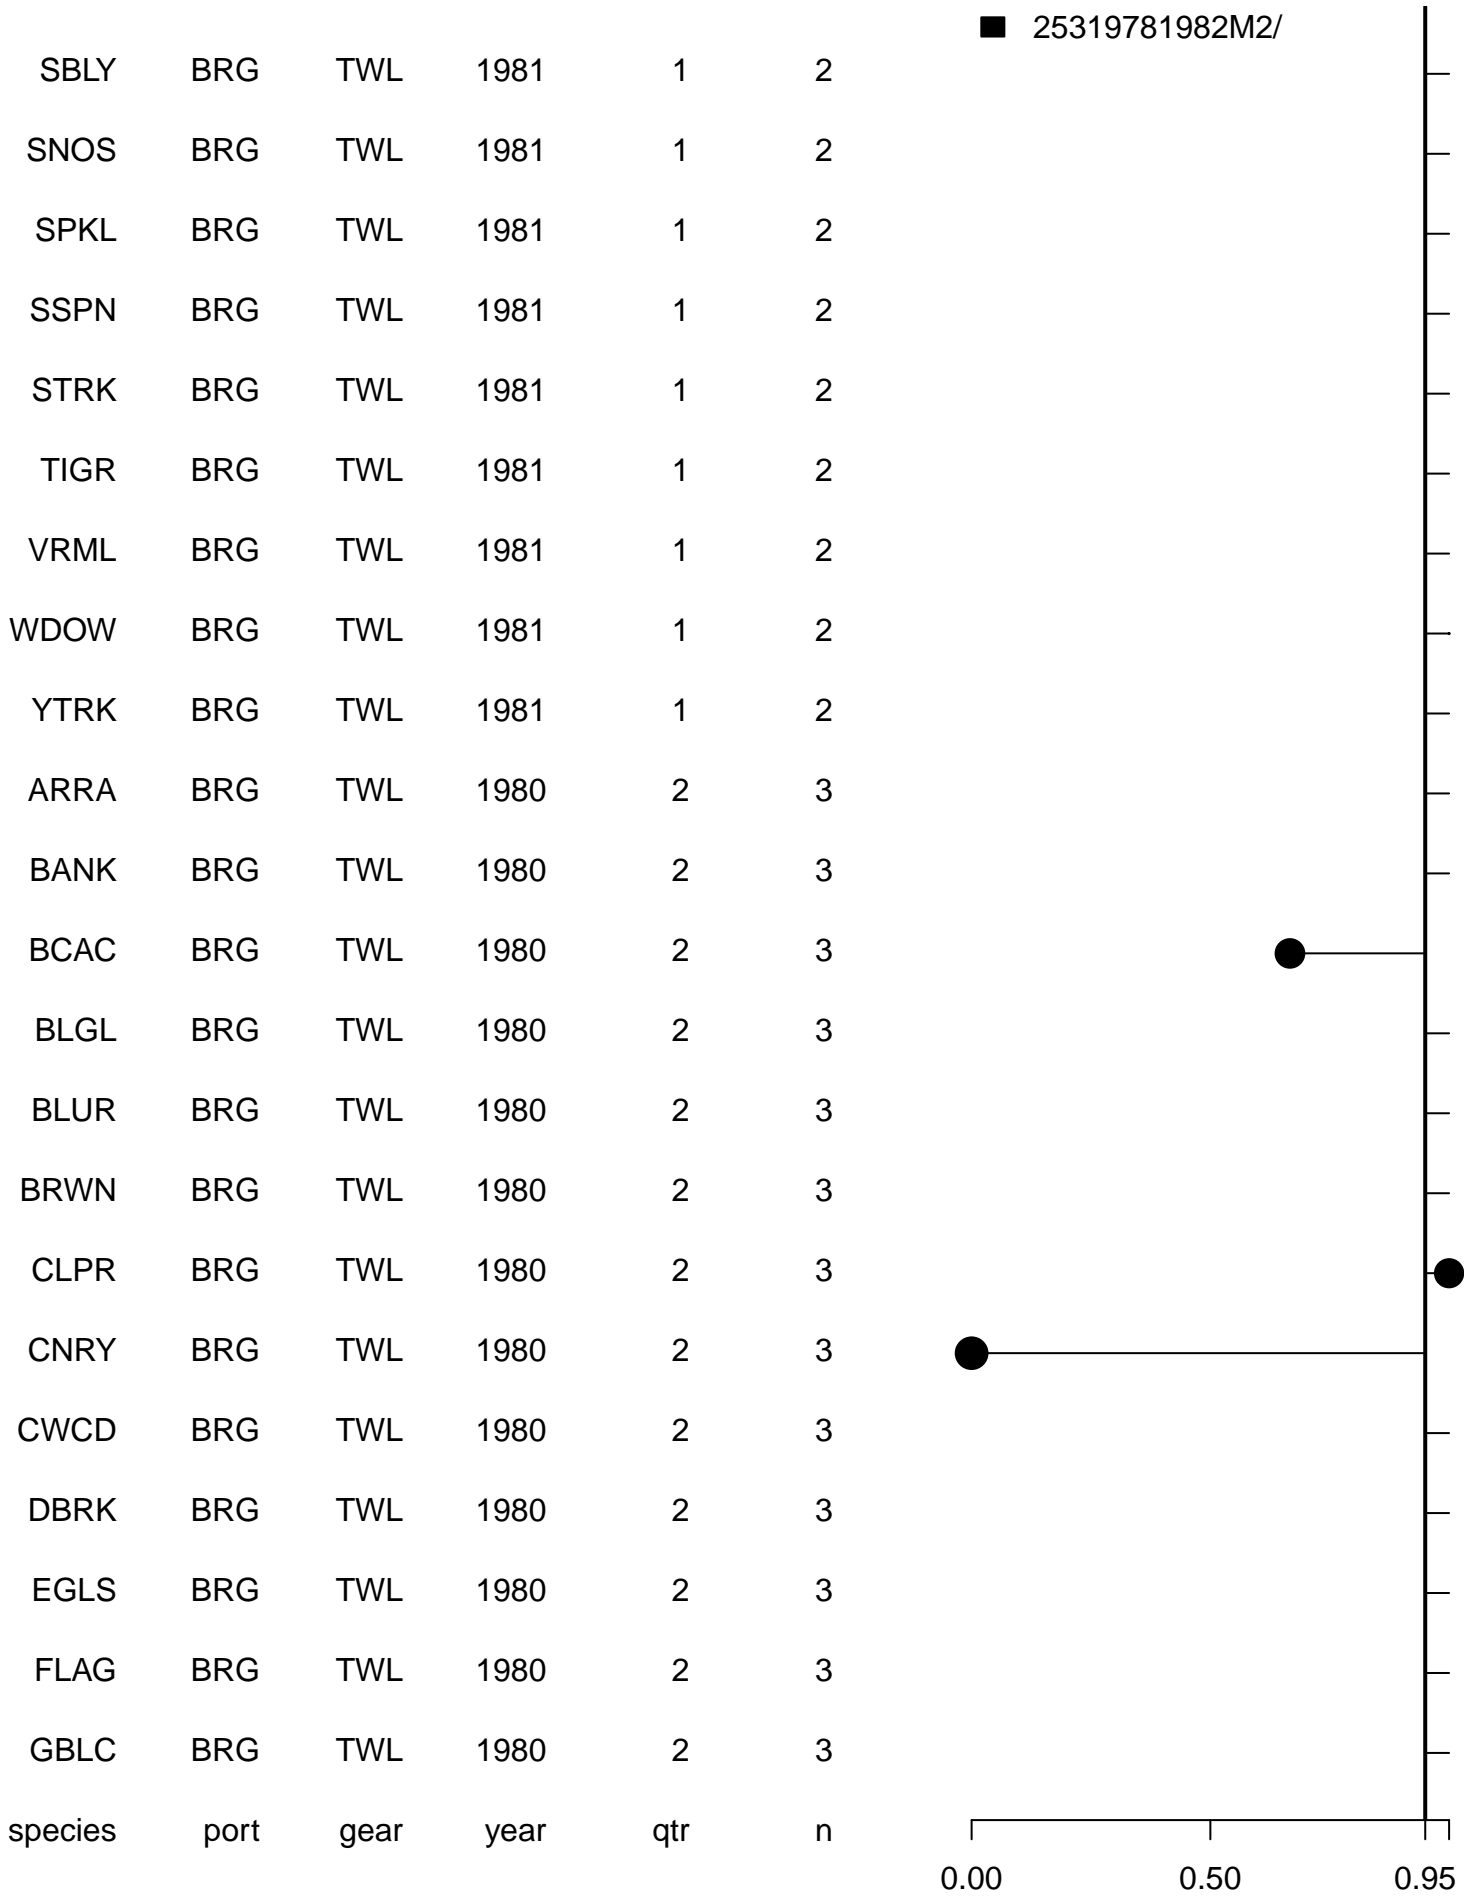 25319781982M2/
SBLY BRG TWL 1981 1 2
SNOS BRG TWL 1981 1 2
SPKL BRG TWL 1981 1 2
SSPN BRG TWL 1981 1 2
STRK BRG TWL 1981 1 2
TIGR BRG TWL 1981 1 2
VRML BRG TWL 1981 1 2
WDOW BRG TWL 1981 1 2
YTRK BRG TWL 1981 1 2
ARRA BRG TWL 1980 2 3
BANK BRG TWL 1980 2 3
BCAC BRG TWL 1980 2 3
BLGL BRG TWL 1980 2 3
BLUR BRG TWL 1980 2 3
BRWN BRG TWL 1980 2 3
CLPR BRG TWL 1980 2 3
CNRY BRG TWL 1980 2 3
CWCD BRG TWL 1980 2 3
DBRK BRG TWL 1980 2 3
EGLS BRG TWL 1980 2 3
FLAG BRG TWL 1980 2 3
GBLC BRG TWL 1980 2 3
species port gear year qtr n
0.00 0.50 0.95